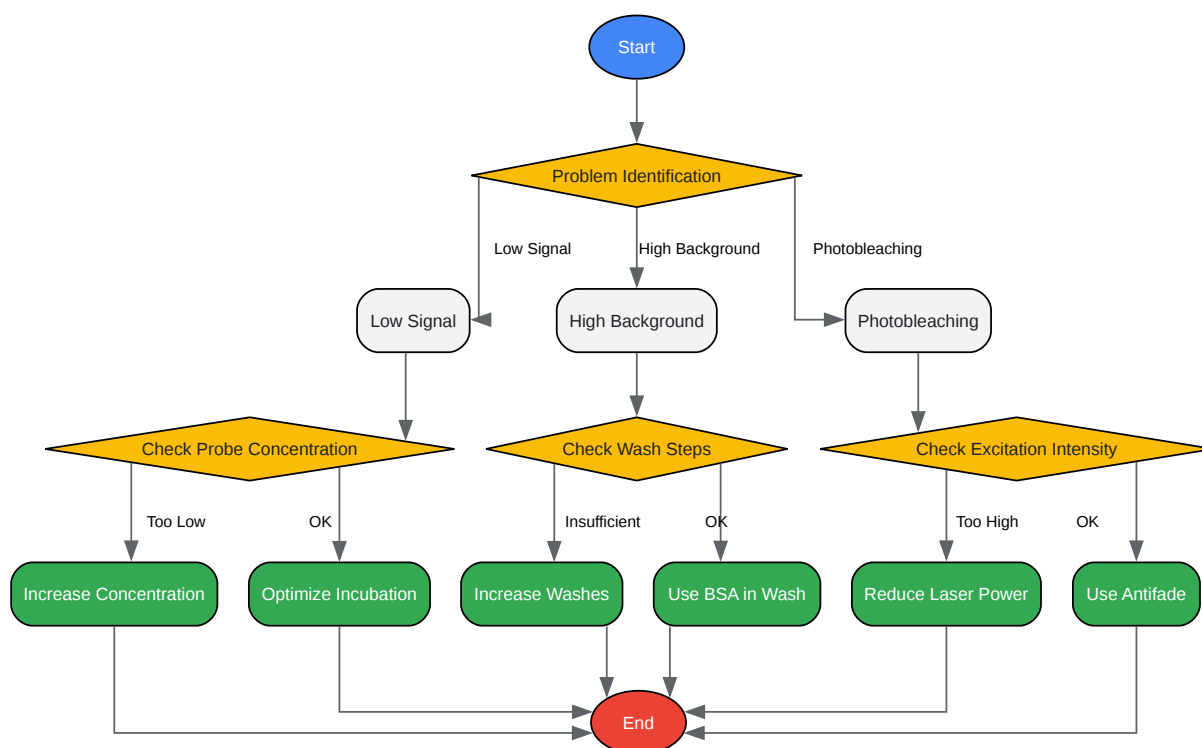 Start
Problem Identification
Low Signal
High Background
Photobleaching
Low Signal
High Background
Photobleaching
Check Probe Concentration
Check Wash Steps
Check Excitation Intensity
Too Low
OK
Insufficient
OK
Too High
OK
Increase Concentration
Optimize Incubation
Increase Washes
Use BSA in Wash
Reduce Laser Power
Use Antifade
End